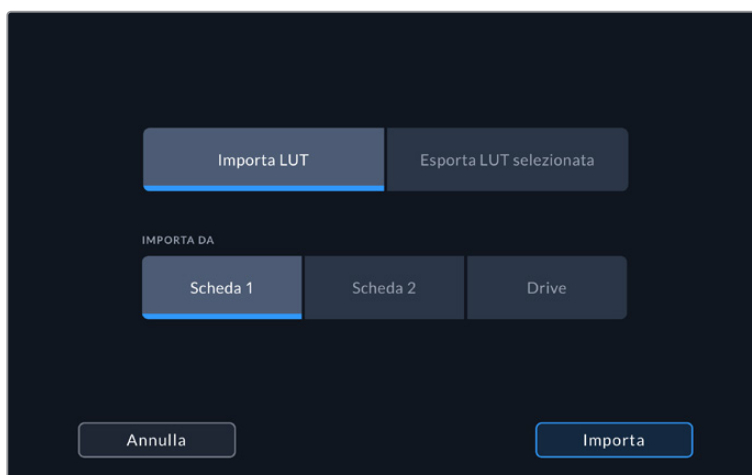 Importa LUT
Esporta LUT selezionata
IMPORTA DA
Scheda 1
Scheda 2
Drive
Annulla
Importa